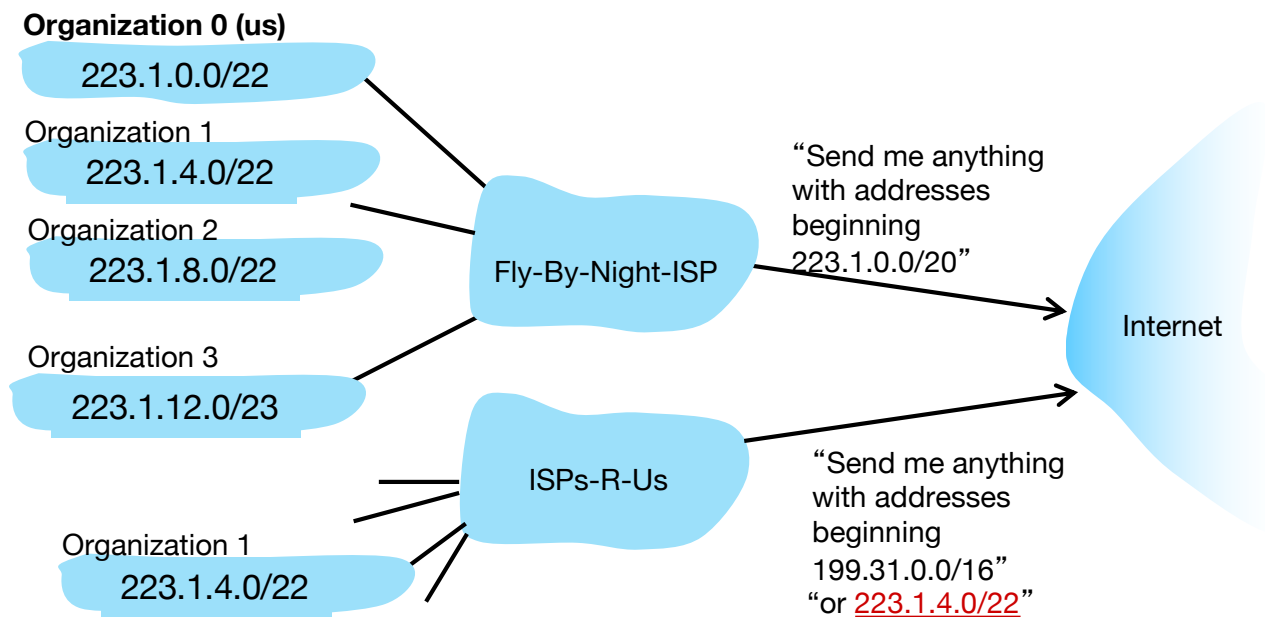 Organization 0 (us)
223.1.0.0/22
Organization 1
223.1.4.0/22
Organization 2
223.1.8.0/22
Organization 3
223.1.12.0/23
Fly-By-Night-ISP
“Send me anything
with addresses
beginning
223.1.0.0/20”
Internet
ISPs-R-Us
Organization 1
223.1.4.0/22
“Send me anything
with addresses
beginning
199.31.0.0/16”
“or 223.1.4.0/22”